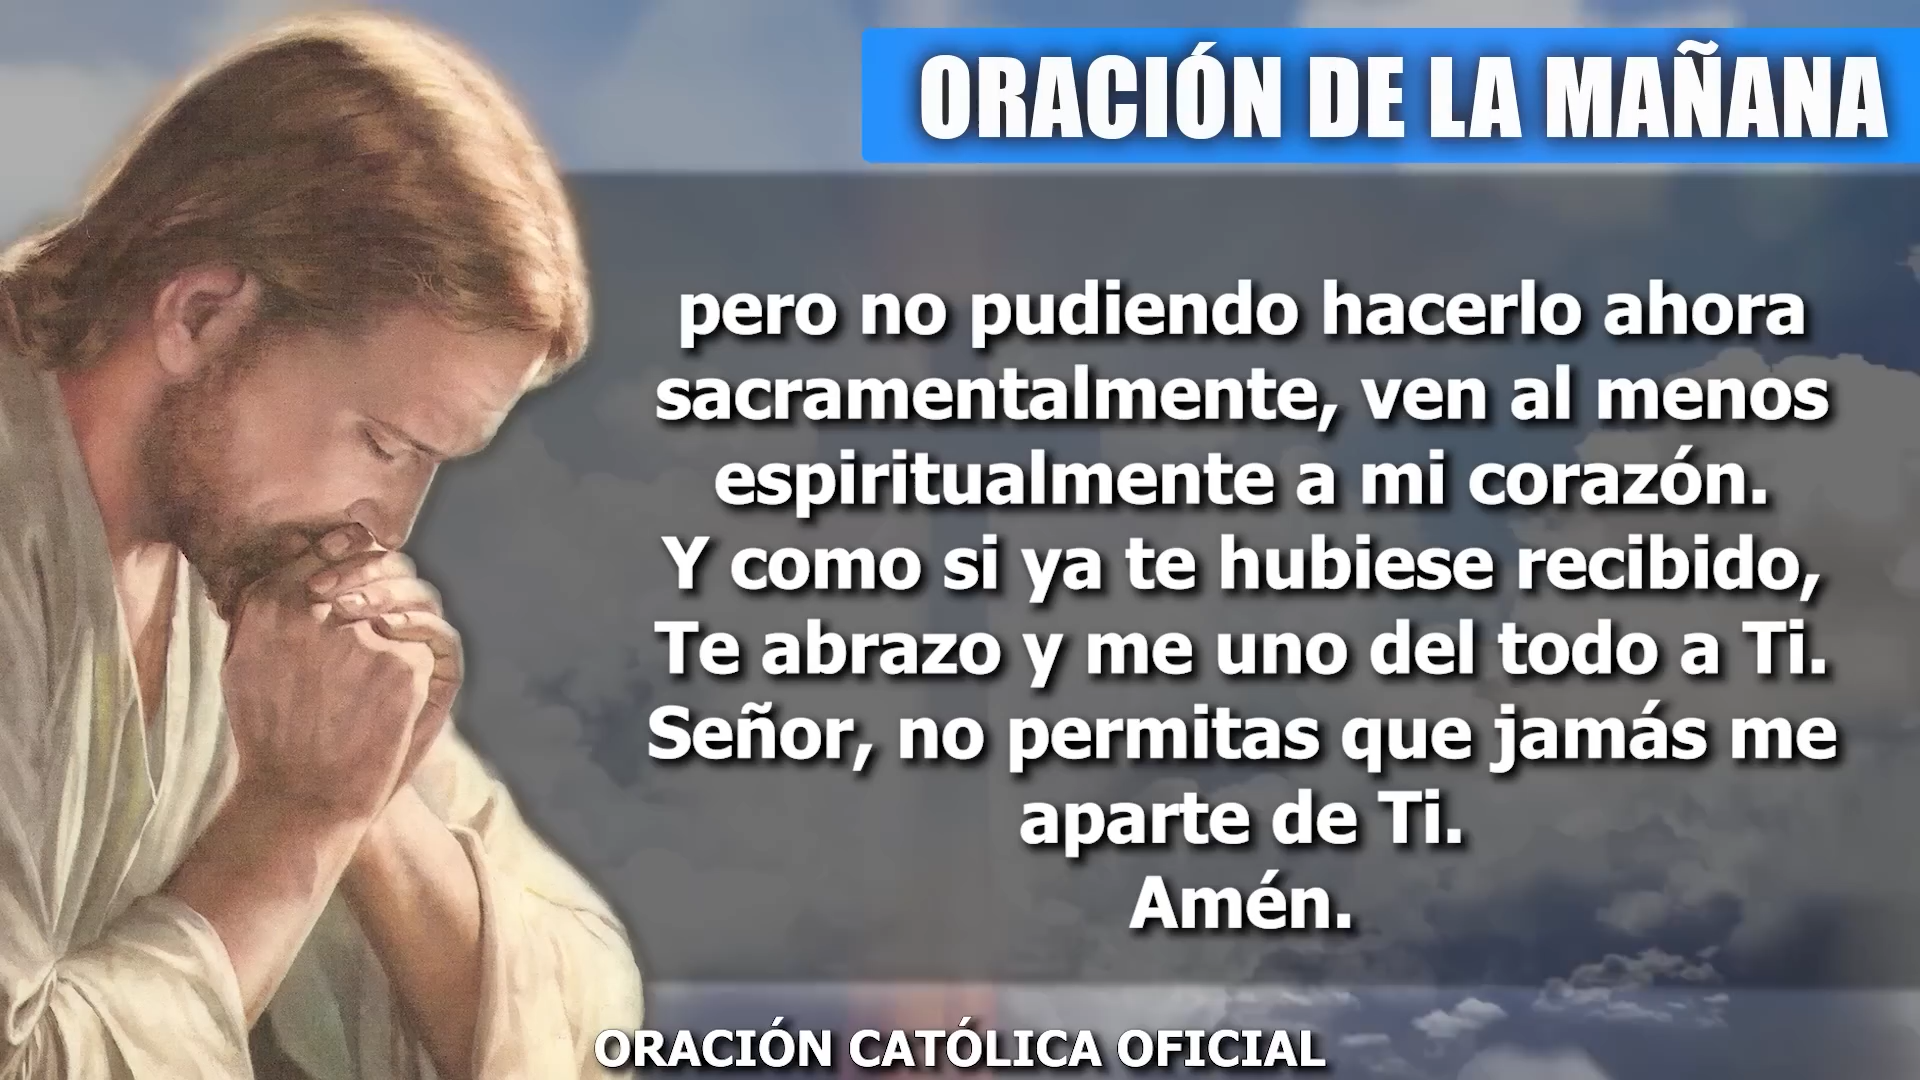 ORACIÓN DE LA MAÑANA
pero no pudiendo hacerlo ahora
sacramentalmente, ven al menos
espiritualmente a mi corazón.
Y como si ya te hubiese recibido,
Te abrazo y me uno del todo a Ti.
Señor, no permitas que jamás me
aparte de Ti.
Amén.
ORACIÓN CATÓLICA OFICIAL